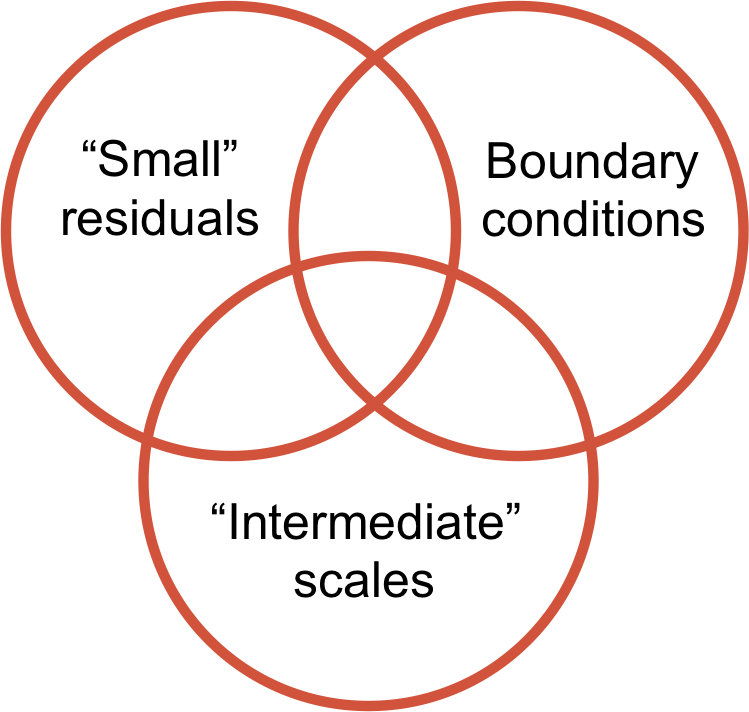 “Small”
residuals
Boundary
conditions
“Intermediate”
scales